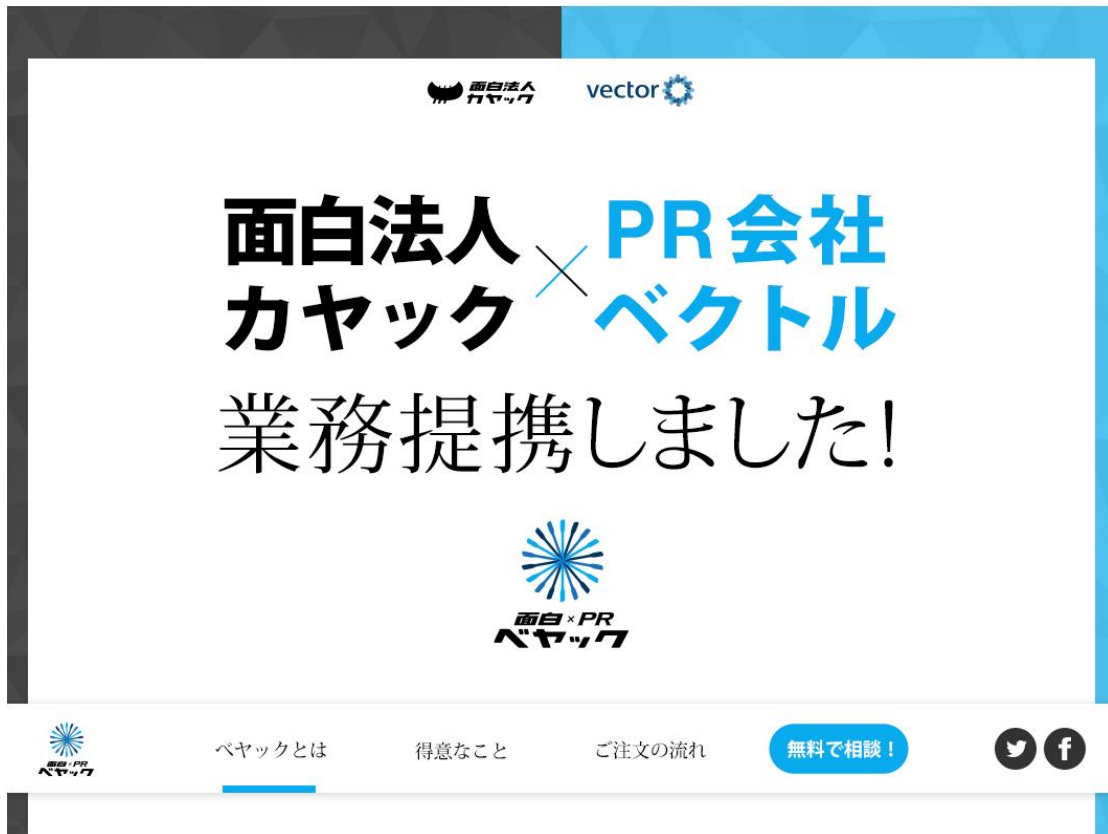 面白法人
カヤック
vector
面白法人
カヤック
×
PR会社
ベクトル
業務提携しました!
面白×PR
ベヤック
面白×PR
ベヤック
ベヤックとは
得意なこと
ご注文の流れ
無料で相談!